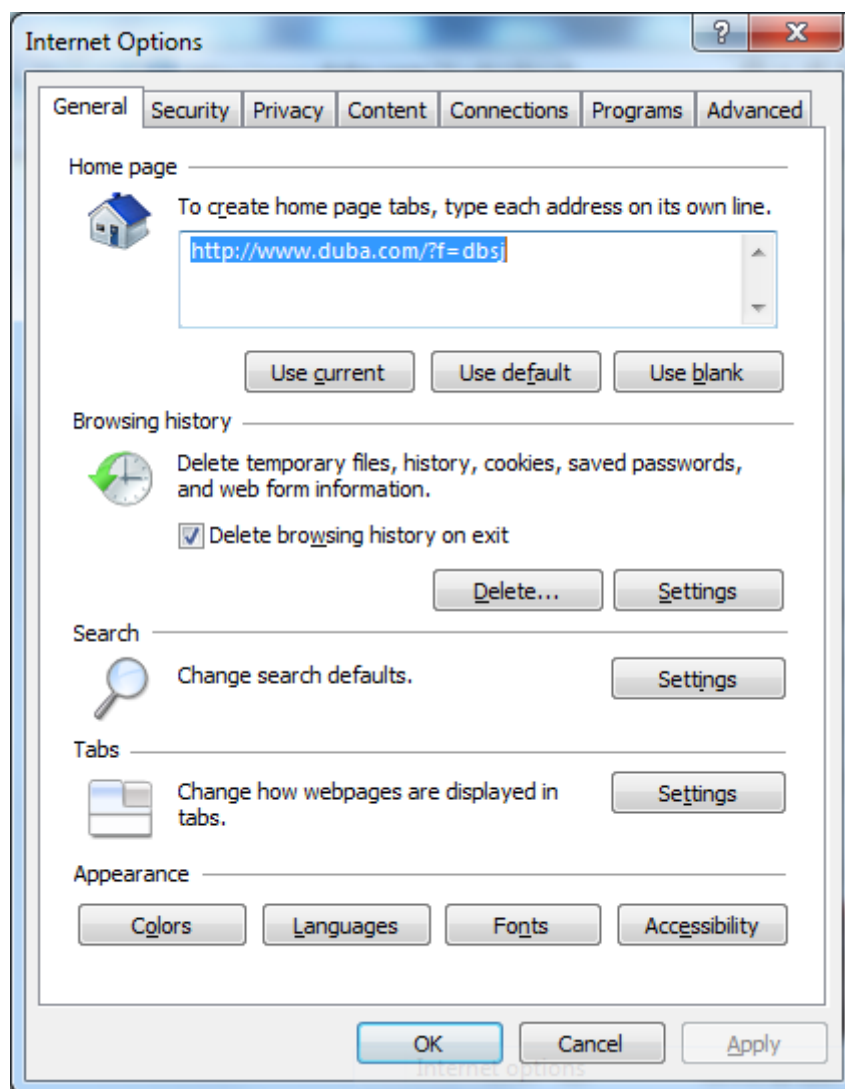 Internet Options
General Security Privacy Content Connections Programs Advanced
Home page
To create home page tabs, type each address on its own line.
http://www.duba.com/?f=dbsj
Use current Use default Use blank
Browsing history
Delete temporary files, history, cookies, saved passwords,
and web form information.
Delete browsing history on exit
Delete... Settings
Search
Change search defaults. Settings
Tabs
Change how webpages are displayed in
tabs.
Settings
Appearance
Colors Languages Fonts Accessibility
OK Cancel Apply
Internet options